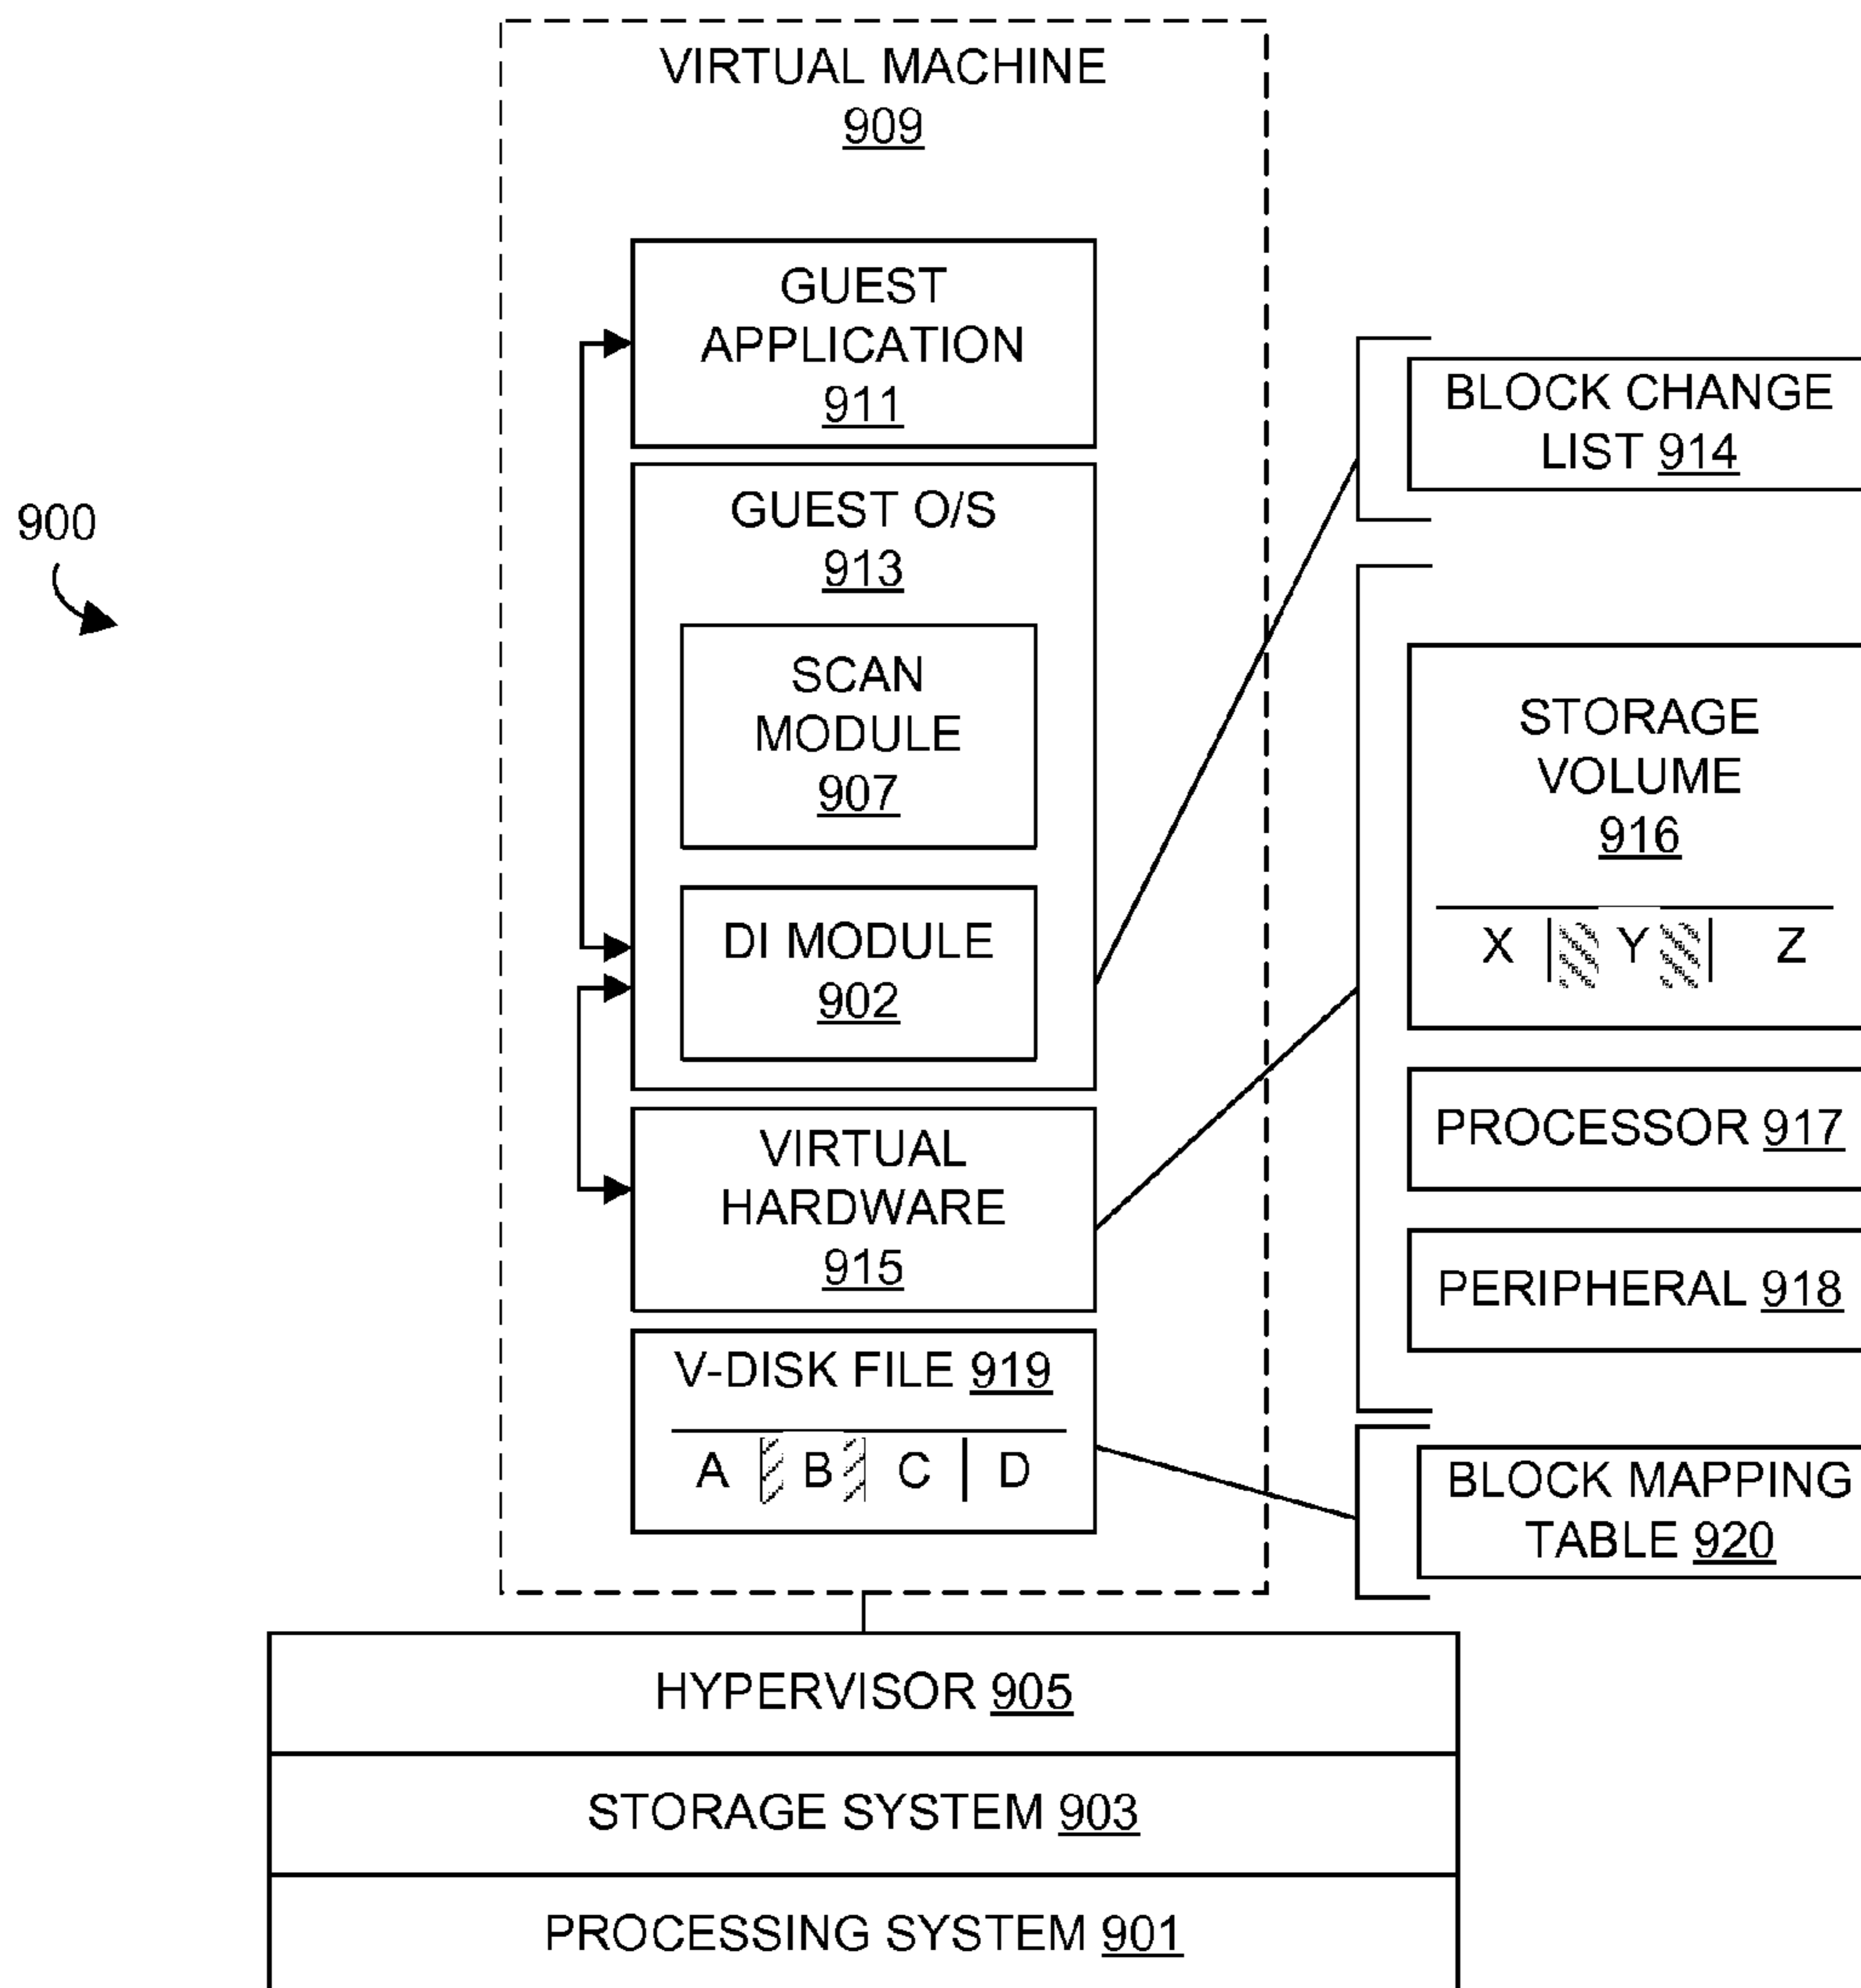 VIRTUAL MACHINE
909
GUEST
APPLICATION
911
GUEST O/S
913
SCAN
MODULE
907
DI MODULE
902
VIRTUAL
HARDWARE
915
V-DISK FILE 919
A B C D
900
BLOCK CHANGE
LIST 914
STORAGE
VOLUME
916
X Y Z
PROCESSOR 917
PERIPHERAL 918
BLOCK MAPPING
TABLE 920
HYPERVISOR 905
STORAGE SYSTEM 903
PROCESSING SYSTEM 901